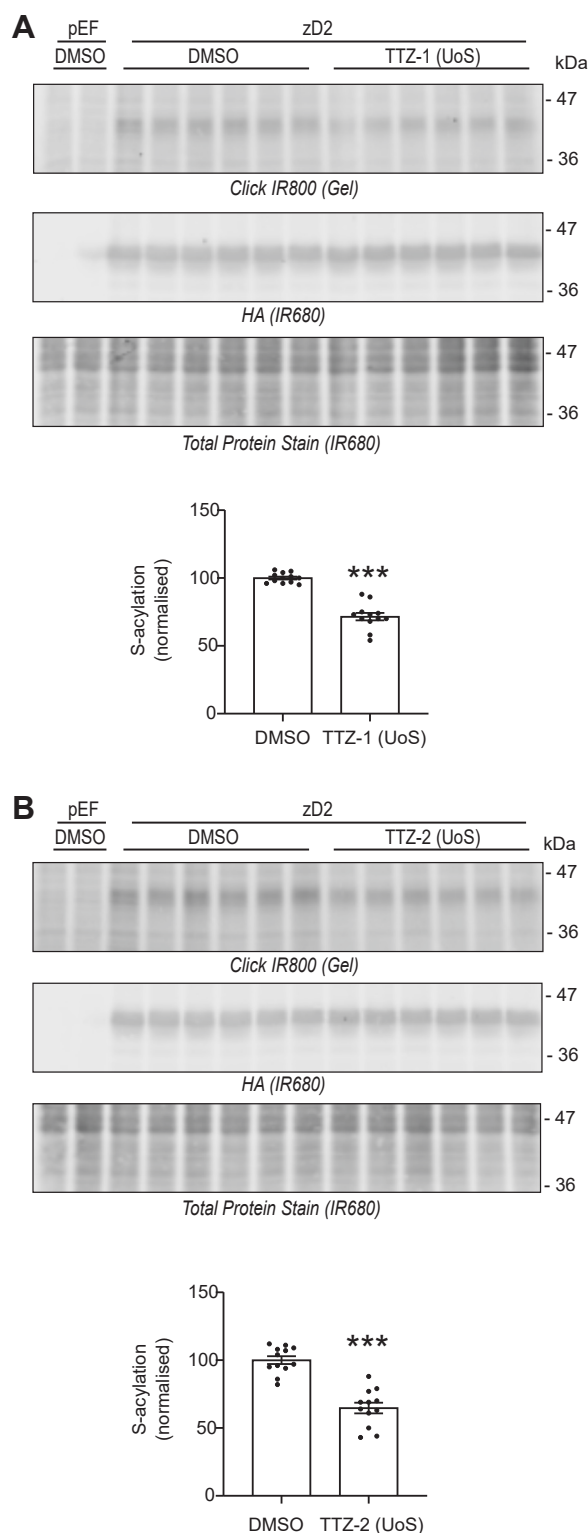 A
pEF zD2
DMSO DMSO TTZ-1 (UoS) kDa
- 47
- 36
Click IR800 (Gel)
- 47
- 36
HA (IR680)
- 47
- 36
Total Protein Stain (IR680)
150
100
50
0
S-acylation
(normalised)
***
DMSO TTZ-1 (UoS)
B
pEF zD2
DMSO DMSO TTZ-2 (UoS) kDa
- 47
- 36
Click IR800 (Gel)
- 47
- 36
HA (IR680)
- 47
- 36
Total Protein Stain (IR680)
150
100
50
0
S-acylation
(normalised)
***
DMSO TTZ-2 (UoS)